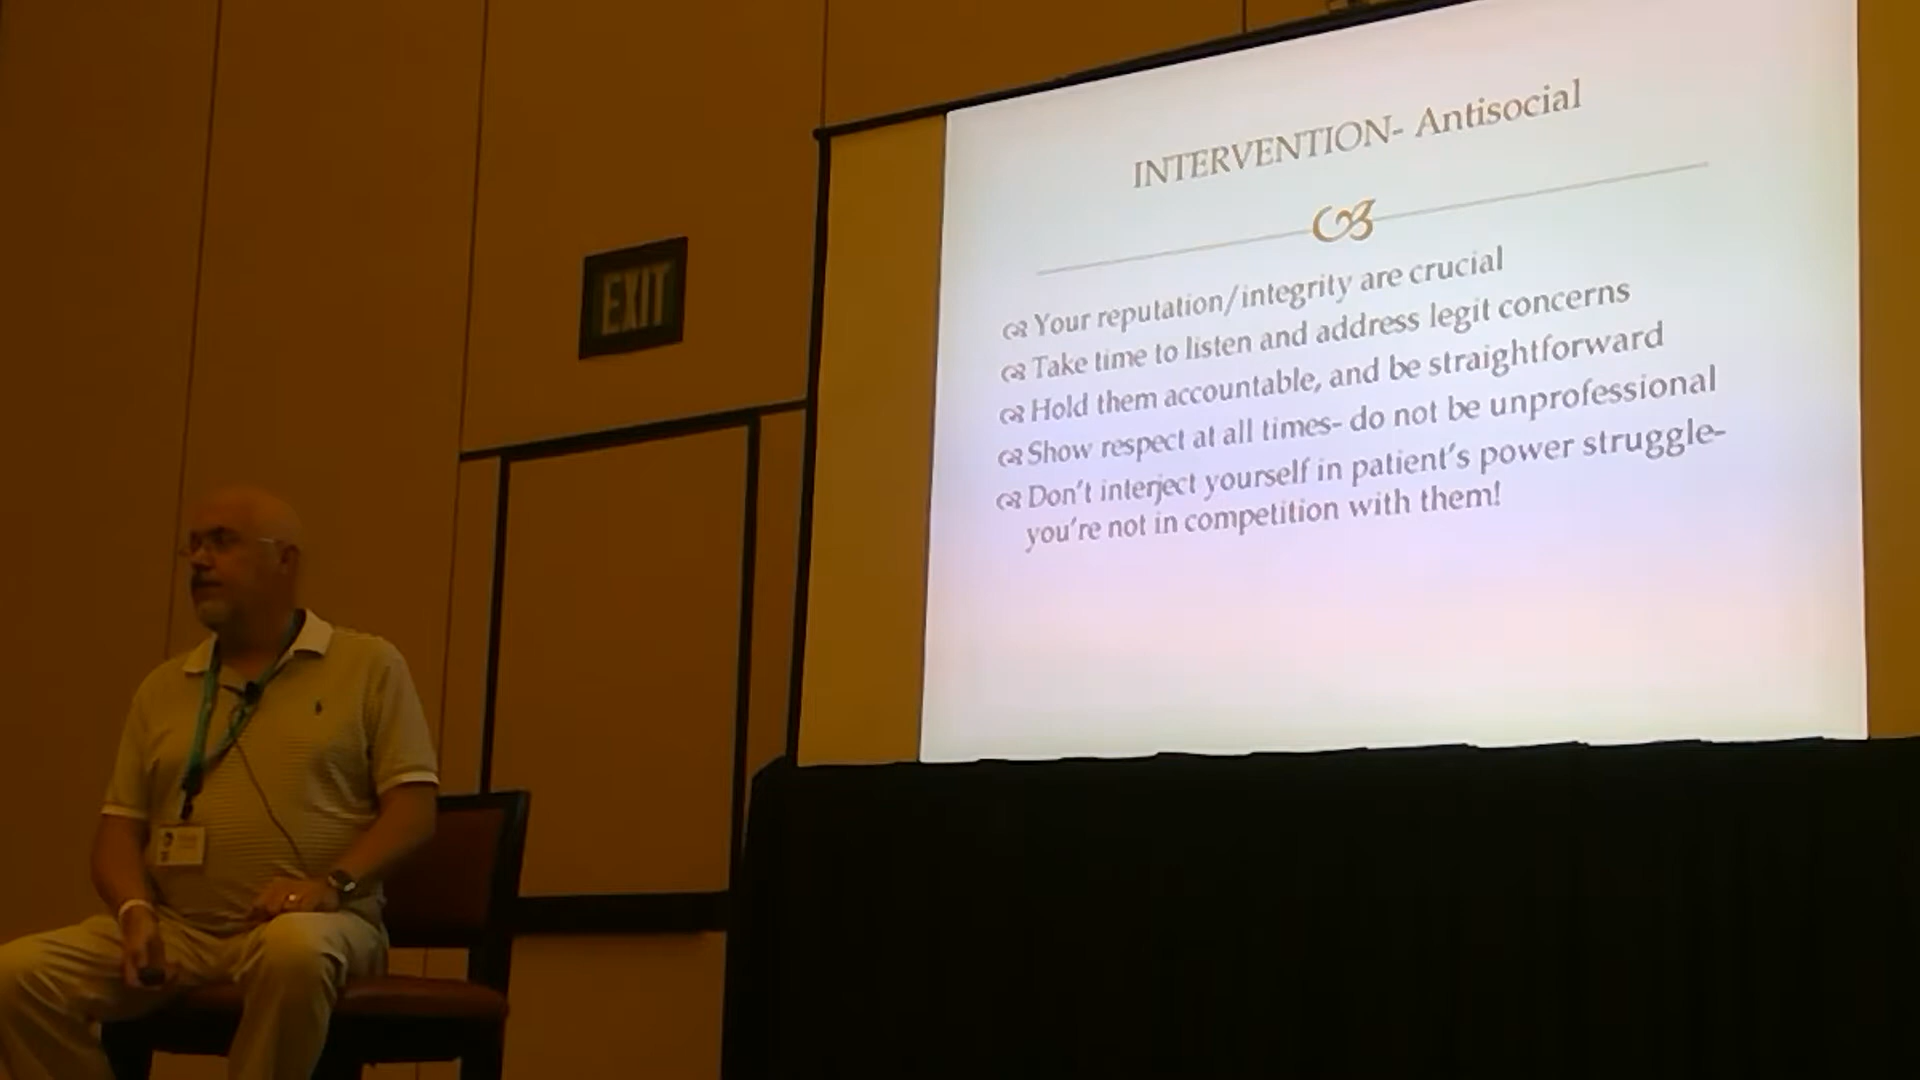 INTERVENTION- Antisocial
EXIT
Your reputation/integrity are crucial
Take time to listen and address legit concerns
Hold them accountable, and be straightforward
Show respect at all times- do not be unprofessional
Don't interject yourself in patient's power struggle-
you're not in competition with them!